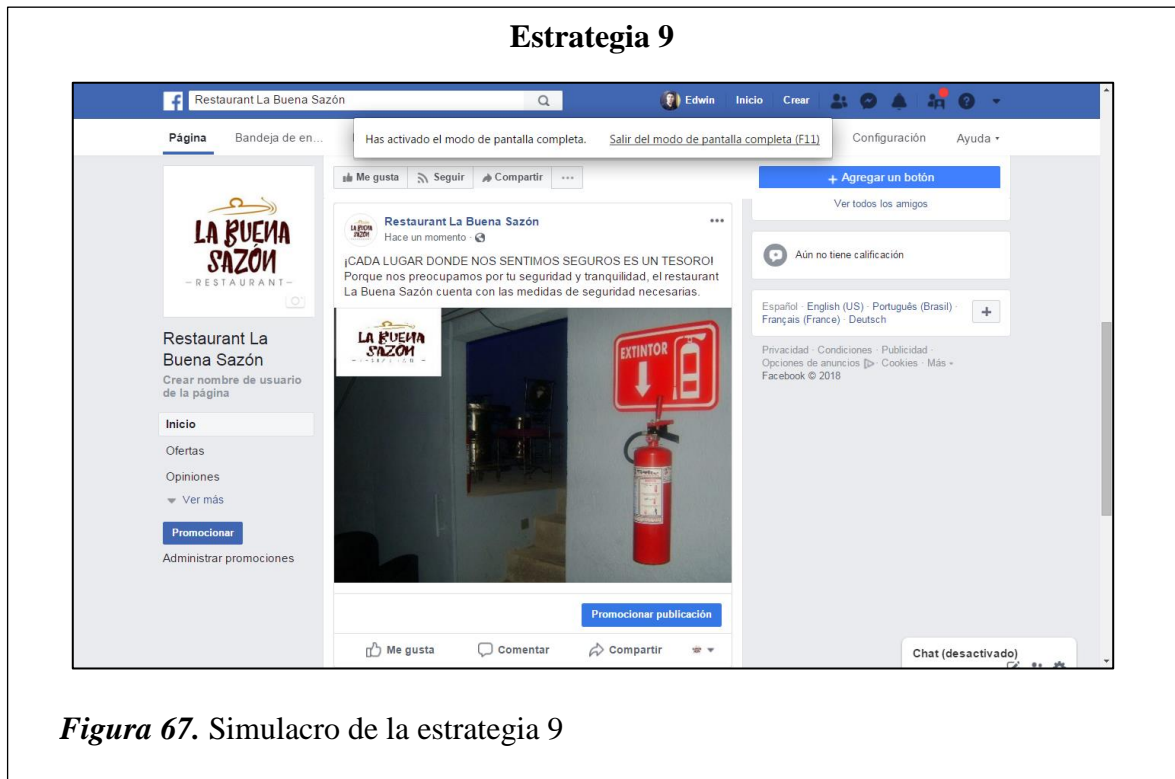 Estrategia 9
Restaurant La Buena Sazón
Edwin Inicio Crear
Página Bandeja de en...
Has activado el modo de pantalla completa. Salir del modo de pantalla completa (F11)
Configuración Ayuda
LA BUENA
SAZÓN
-RESTAURANT-
Restaurant La
Buena Sazón
Crear nombre de usuario
de la página
Inicio
Ofertas
Opiniones
Ver más
Promocionar
Administrar promociones
Me gusta Seguir Compartir ...
LA BUENA
SAZÓN
Restaurant La Buena Sazón
Hace un momento ·
¡CADA LUGAR DONDE NOS SENTIMOS SEGUROS ES UN TESORO!
Porque nos preocupamos por tu seguridad y tranquilidad, el restaurant
La Buena Sazón cuenta con las medidas de seguridad necesarias.
LA BUENA
SAZÓN
EXTINTOR
Promocionar publicación
Me gusta Comentar Compartir
+ Agregar un botón
Ver todos los amigos
Aún no tiene calificación
Español · English (US) · Português (Brasil) ·
Français (France) · Deutsch
+
Privacidad · Condiciones · Publicidad ·
Opciones de anuncios · Cookies · Más
Facebook © 2018
Chat (desactivado)
Figura 67. Simulacro de la estrategia 9